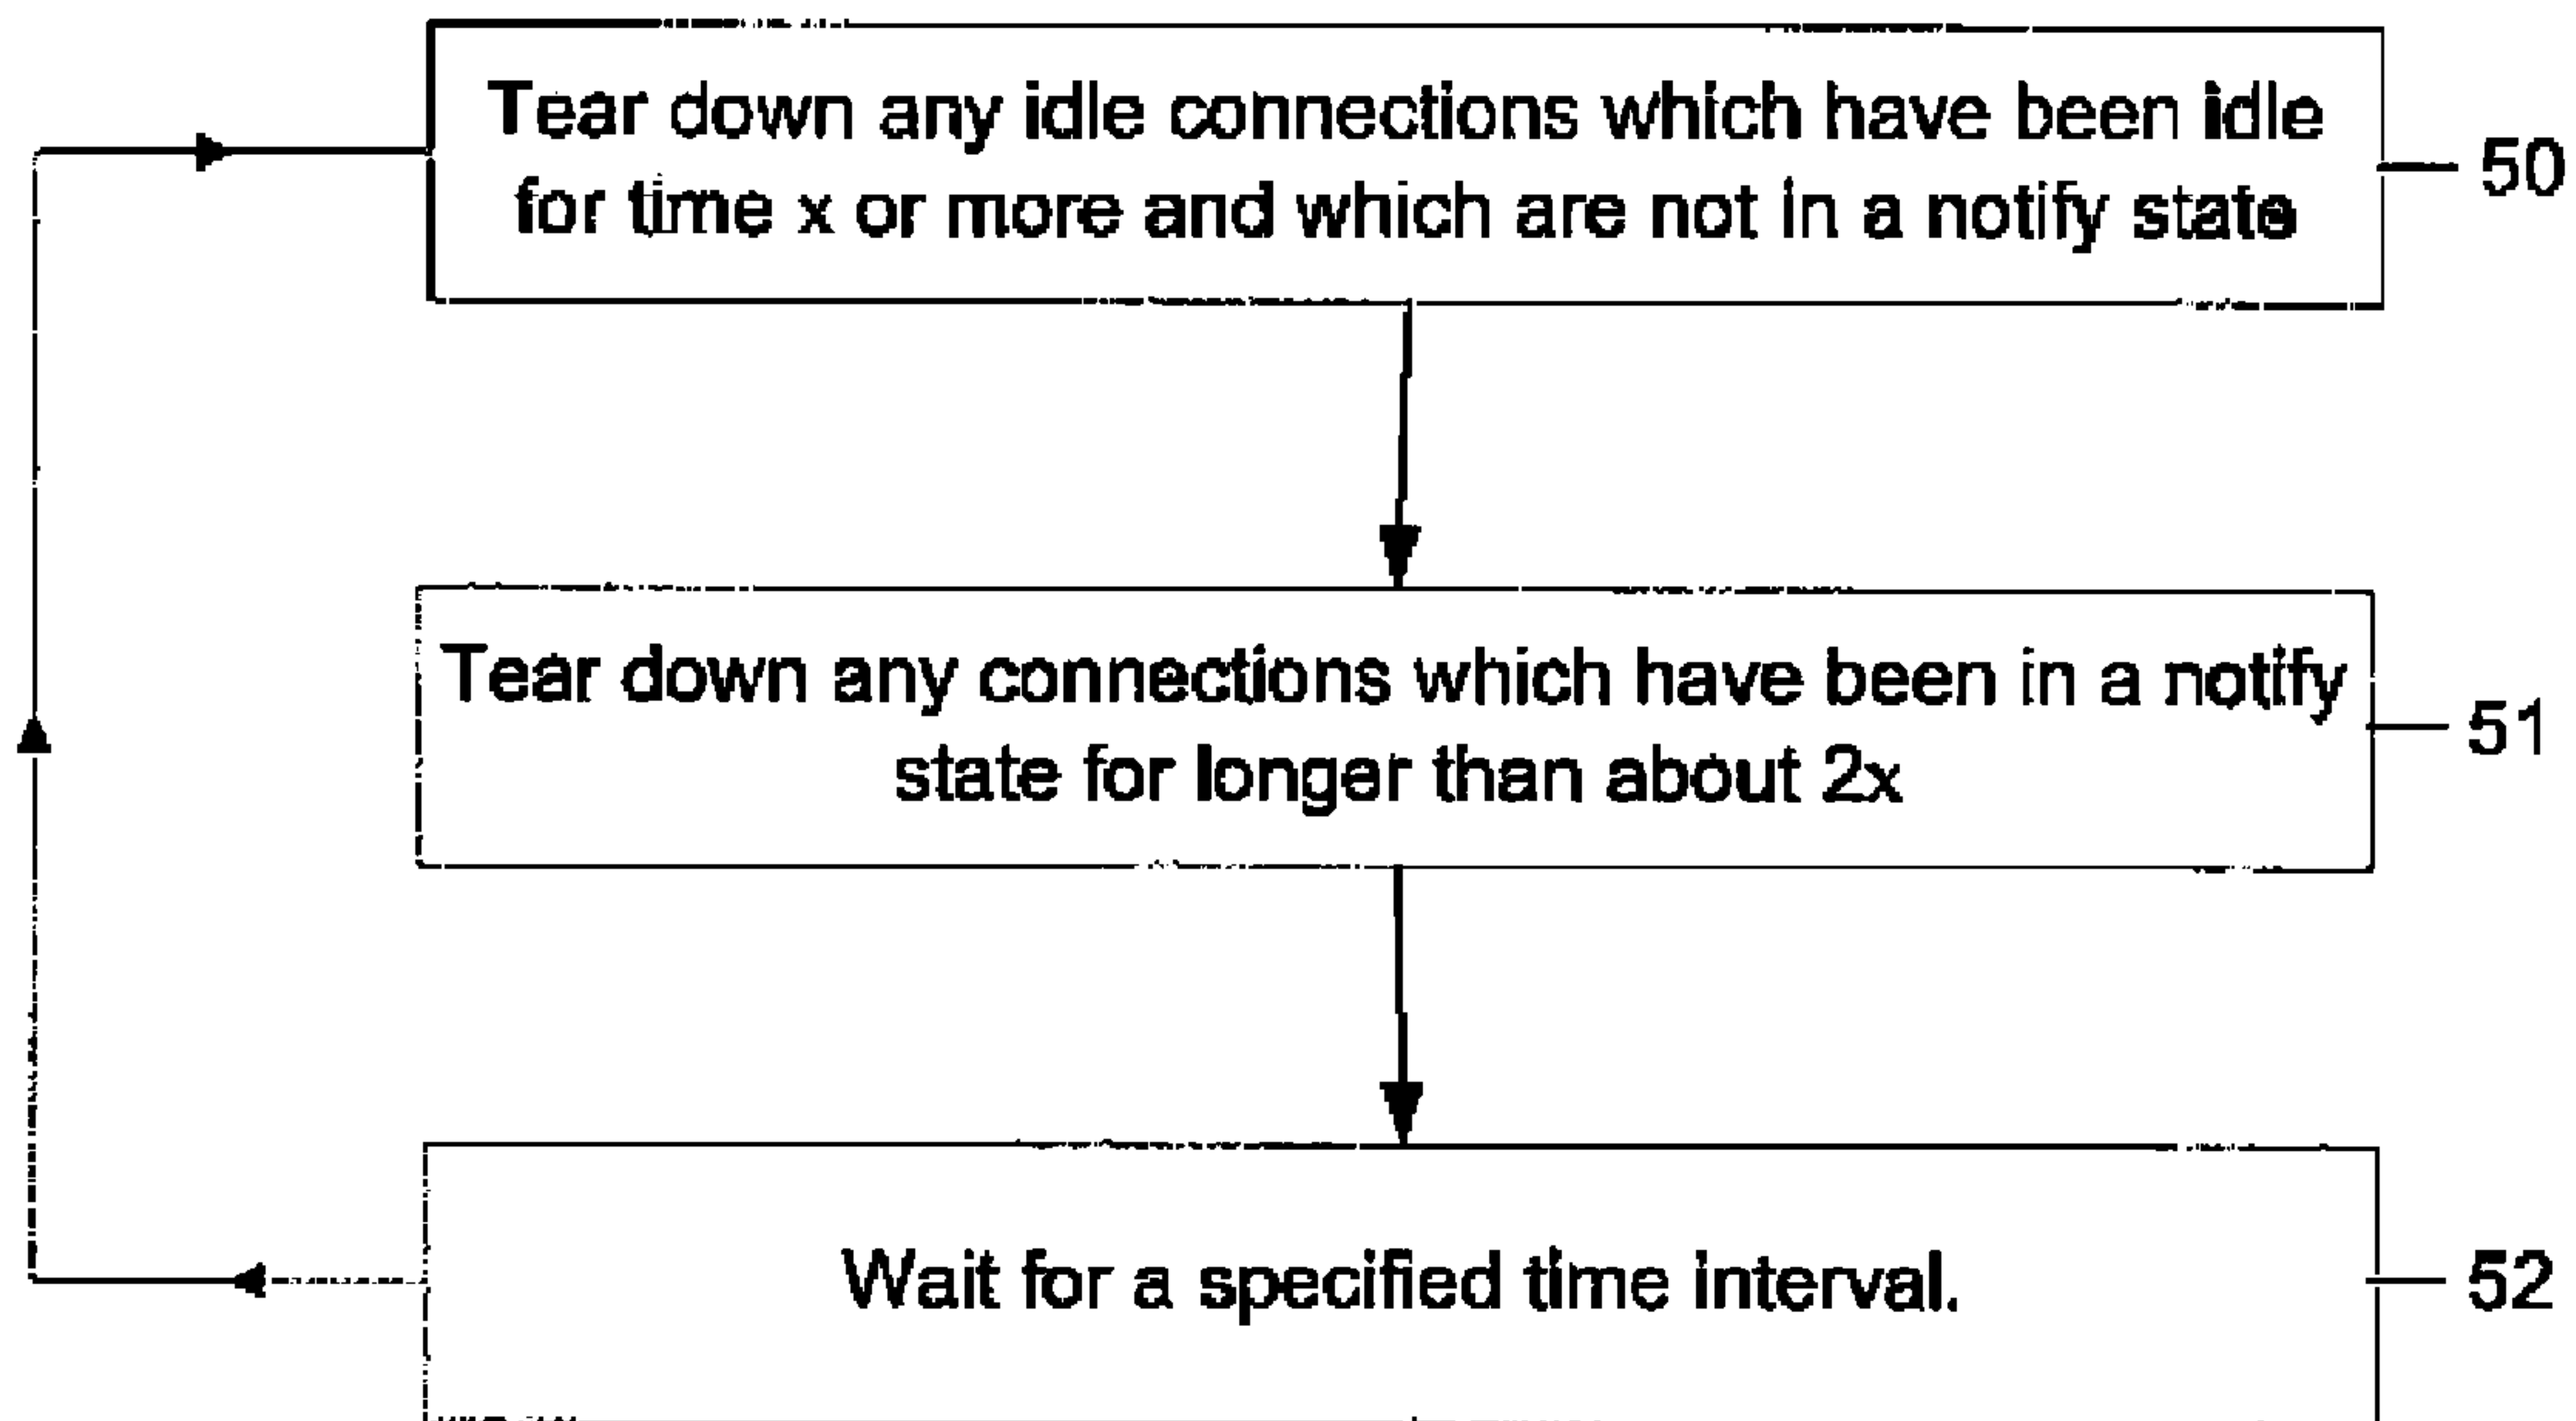 Tear down any idle connections which have been idle
for time x or more and which are not in a notify state
50
Tear down any connections which have been in a notify
state for longer than about 2x
51
Wait for a specified time interval.
52